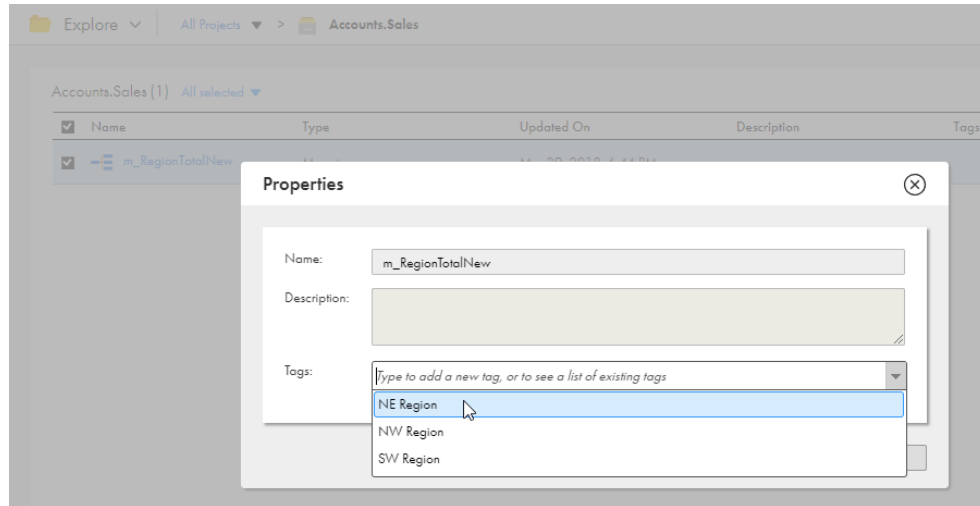 Explore All Projects > Accounts.Sales
Accounts.Sales (1) All selected
Name Type Updated On Description Tags
m_RegionTotalNew
Properties
Name: m_RegionTotalNew
Description:
Tags: Type to add a new tag, or to see a list of existing tags
NE Region
NW Region
SW Region